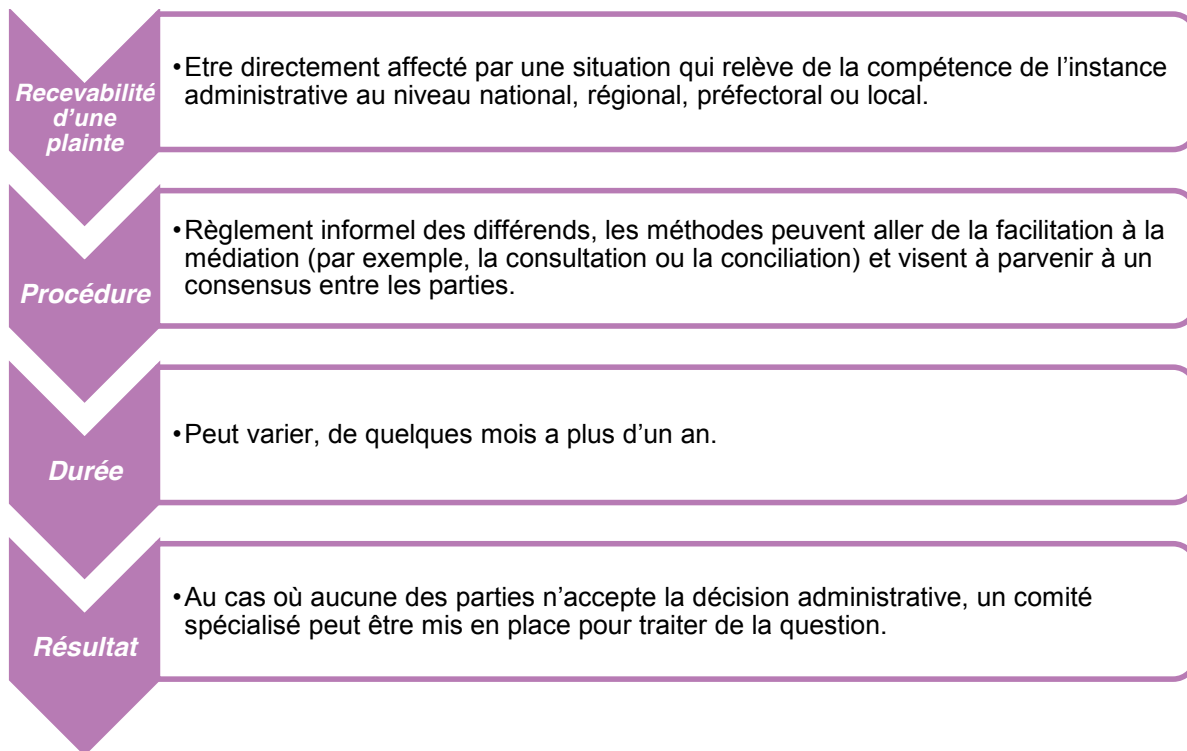 Recevabilité
d'une
plainte
•Etre directement affecté par une situation qui relève de la compétence de l'instance
administrative au niveau national, régional, préfectoral ou local.
Procédure
•Règlement informel des différends, les méthodes peuvent aller de la facilitation à la
médiation (par exemple, la consultation ou la conciliation) et visent à parvenir à un
consensus entre les parties.
Durée
•Peut varier, de quelques mois a plus d'un an.
Résultat
•Au cas où aucune des parties n'accepte la décision administrative, un comité
spécialisé peut être mis en place pour traiter de la question.